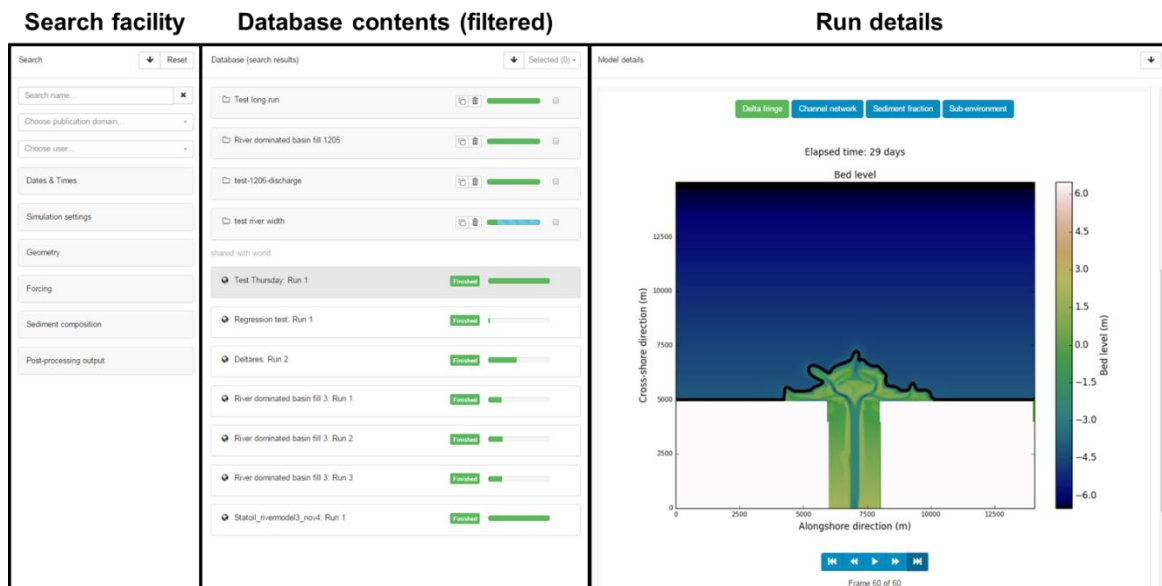 Search facility
Database contents (filtered)
Run details
Search
Reset
Search name...
Choose publication domain...
Choose user...
Dates & Times
Simulation settings
Geometry
Forcing
Sediment composition
Post-processing output
Database (search results)
Selected (0)
Test long run
River dominated basin fill 1205
test-1206-discharge
test river width
shared with world
Test Thursday: Run 1
Finished
Regression test: Run 1
Finished
Deltares: Run 2
Finished
River dominated basin fill 3: Run 1
Finished
River dominated basin fill 3: Run 2
Finished
River dominated basin fill 3: Run 3
Finished
Statoil_rivermodel3_nov4: Run 1
Finished
Model details
Delta fringe
Channel network
Sediment fraction
Sub-environment
Elapsed time: 29 days
Bed level
Cross-shore direction (m)
12500
10000
7500
5000
2500
0
0 2500 5000 7500 10000 12500
Alongshore direction (m)
6.0
4.5
3.0
1.5
0.0
−1.5
−3.0
−4.5
−6.0
Bed level (m)
Frame 60 of 60